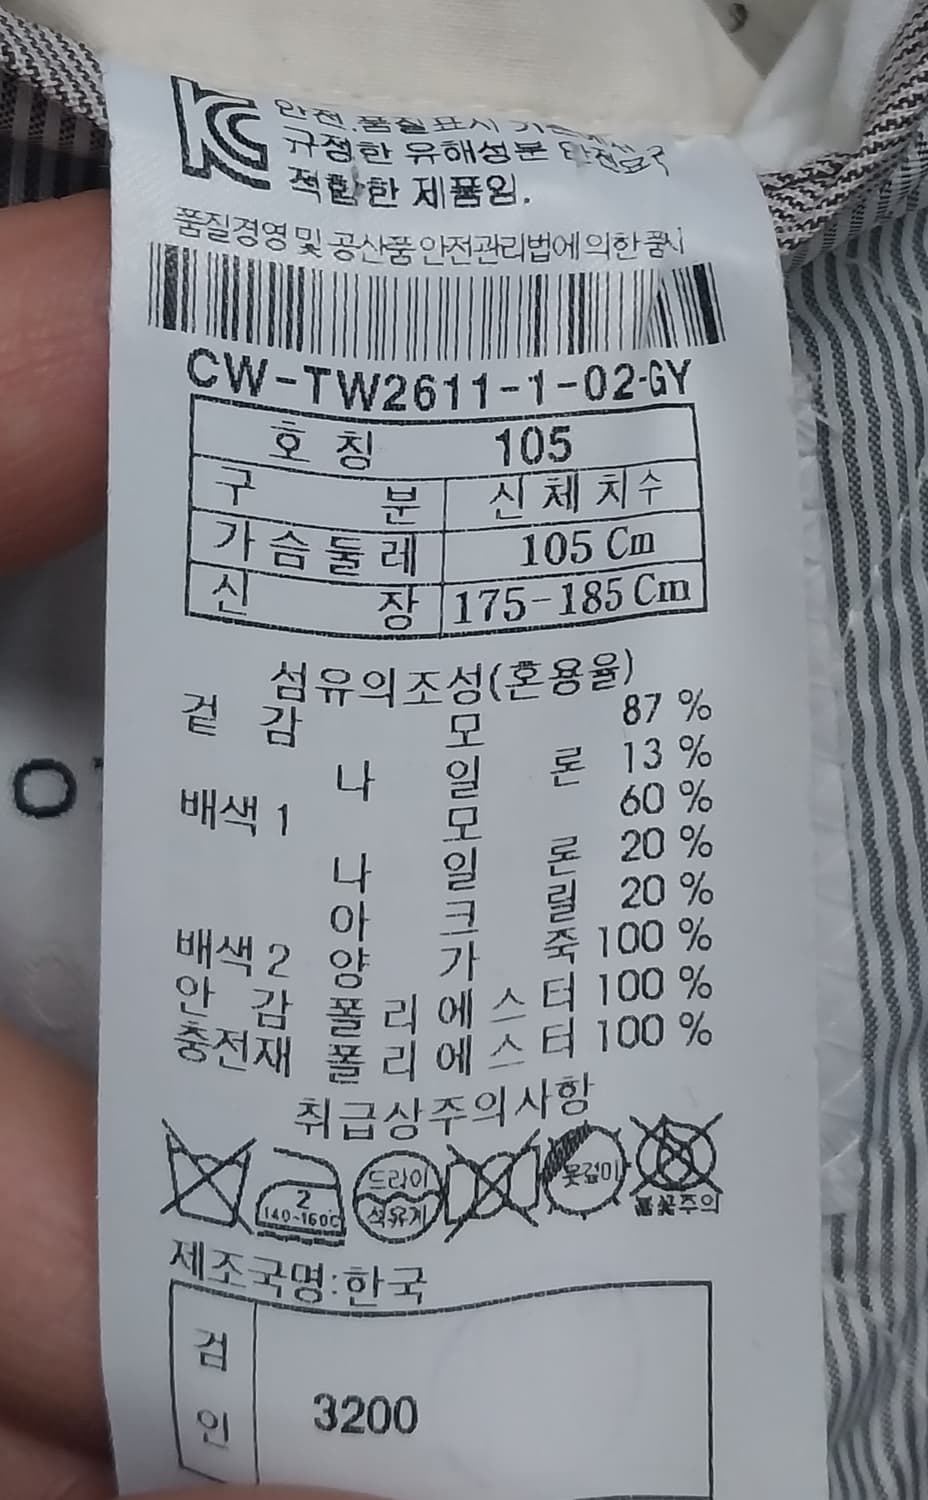 안전.품질표시
규정한 유해성분 안전요구
적합한 제품임.
품질경영 및 공산품안전관리법에 의한 품시
CW-TW2611-1-02-GY
호칭 105
구분 신체치수
가슴둘레 105 Cm
신장 175-185 Cm
섬유의조성(혼용율)
겉감 모 87 %
나일론 13 %
배색 1 모 60 %
나일론 20 %
아크릴 20 %
배색 2 양가죽 100 %
안감 폴리에스터 100 %
충전재 폴리에스터 100 %
취급상주의사항
2
140~160℃
드라이
석유계
옷걸이
주의
제조국명:한국
검인 3200